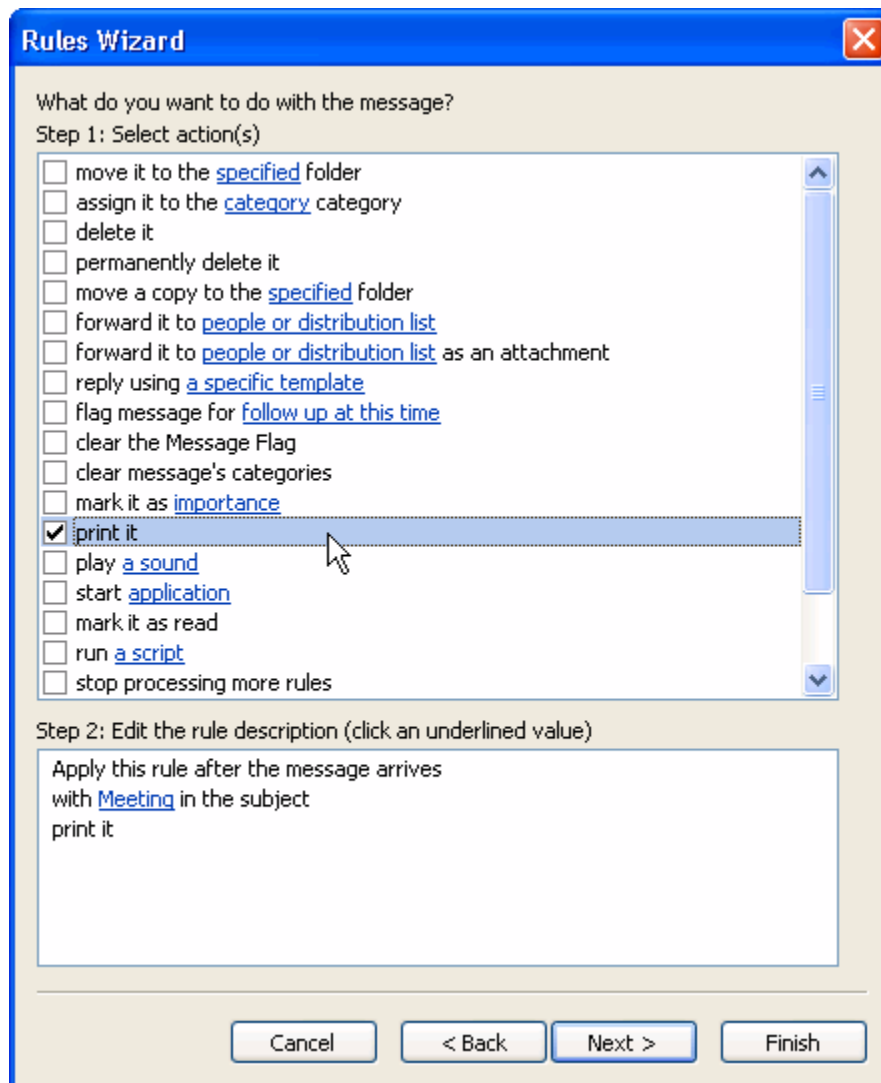 Rules Wizard
What do you want to do with the message?
Step 1: Select action(s)
move it to the specified folder
assign it to the category category
delete it
permanently delete it
move a copy to the specified folder
forward it to people or distribution list
forward it to people or distribution list as an attachment
reply using a specific template
flag message for follow up at this time
clear the Message Flag
clear message's categories
mark it as importance
print it
play a sound
start application
mark it as read
run a script
stop processing more rules
Step 2: Edit the rule description (click an underlined value)
Apply this rule after the message arrives
with Meeting in the subject
print it
Cancel < Back Next > Finish